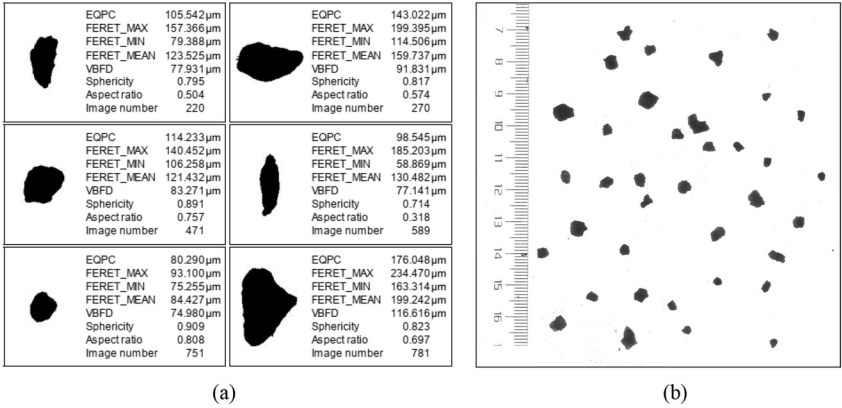 EQPC 105.542µm
FERET_MAX 157.366µm
FERET_MIN 79.388µm
FERET_MEAN 123.525µm
VBFD 77.931µm
Sphericity 0.795
Aspect ratio 0.504
Image number 220
EQPC 143.022µm
FERET_MAX 199.395µm
FERET_MIN 114.506µm
FERET_MEAN 159.737µm
VBFD 91.831µm
Sphericity 0.817
Aspect ratio 0.574
Image number 270
EQPC 114.233µm
FERET_MAX 140.452µm
FERET_MIN 106.258µm
FERET_MEAN 121.432µm
VBFD 83.271µm
Sphericity 0.891
Aspect ratio 0.757
Image number 471
EQPC 98.545µm
FERET_MAX 185.203µm
FERET_MIN 58.869µm
FERET_MEAN 130.482µm
VBFD 77.141µm
Sphericity 0.714
Aspect ratio 0.318
Image number 589
EQPC 80.290µm
FERET_MAX 93.100µm
FERET_MIN 75.255µm
FERET_MEAN 84.427µm
VBFD 74.980µm
Sphericity 0.909
Aspect ratio 0.808
Image number 751
EQPC 176.048µm
FERET_MAX 234.470µm
FERET_MIN 163.314µm
FERET_MEAN 199.242µm
VBFD 116.616µm
Sphericity 0.823
Aspect ratio 0.697
Image number 781
(a)
7
8
9
10
11
12
13
14
15
16
1
(b)